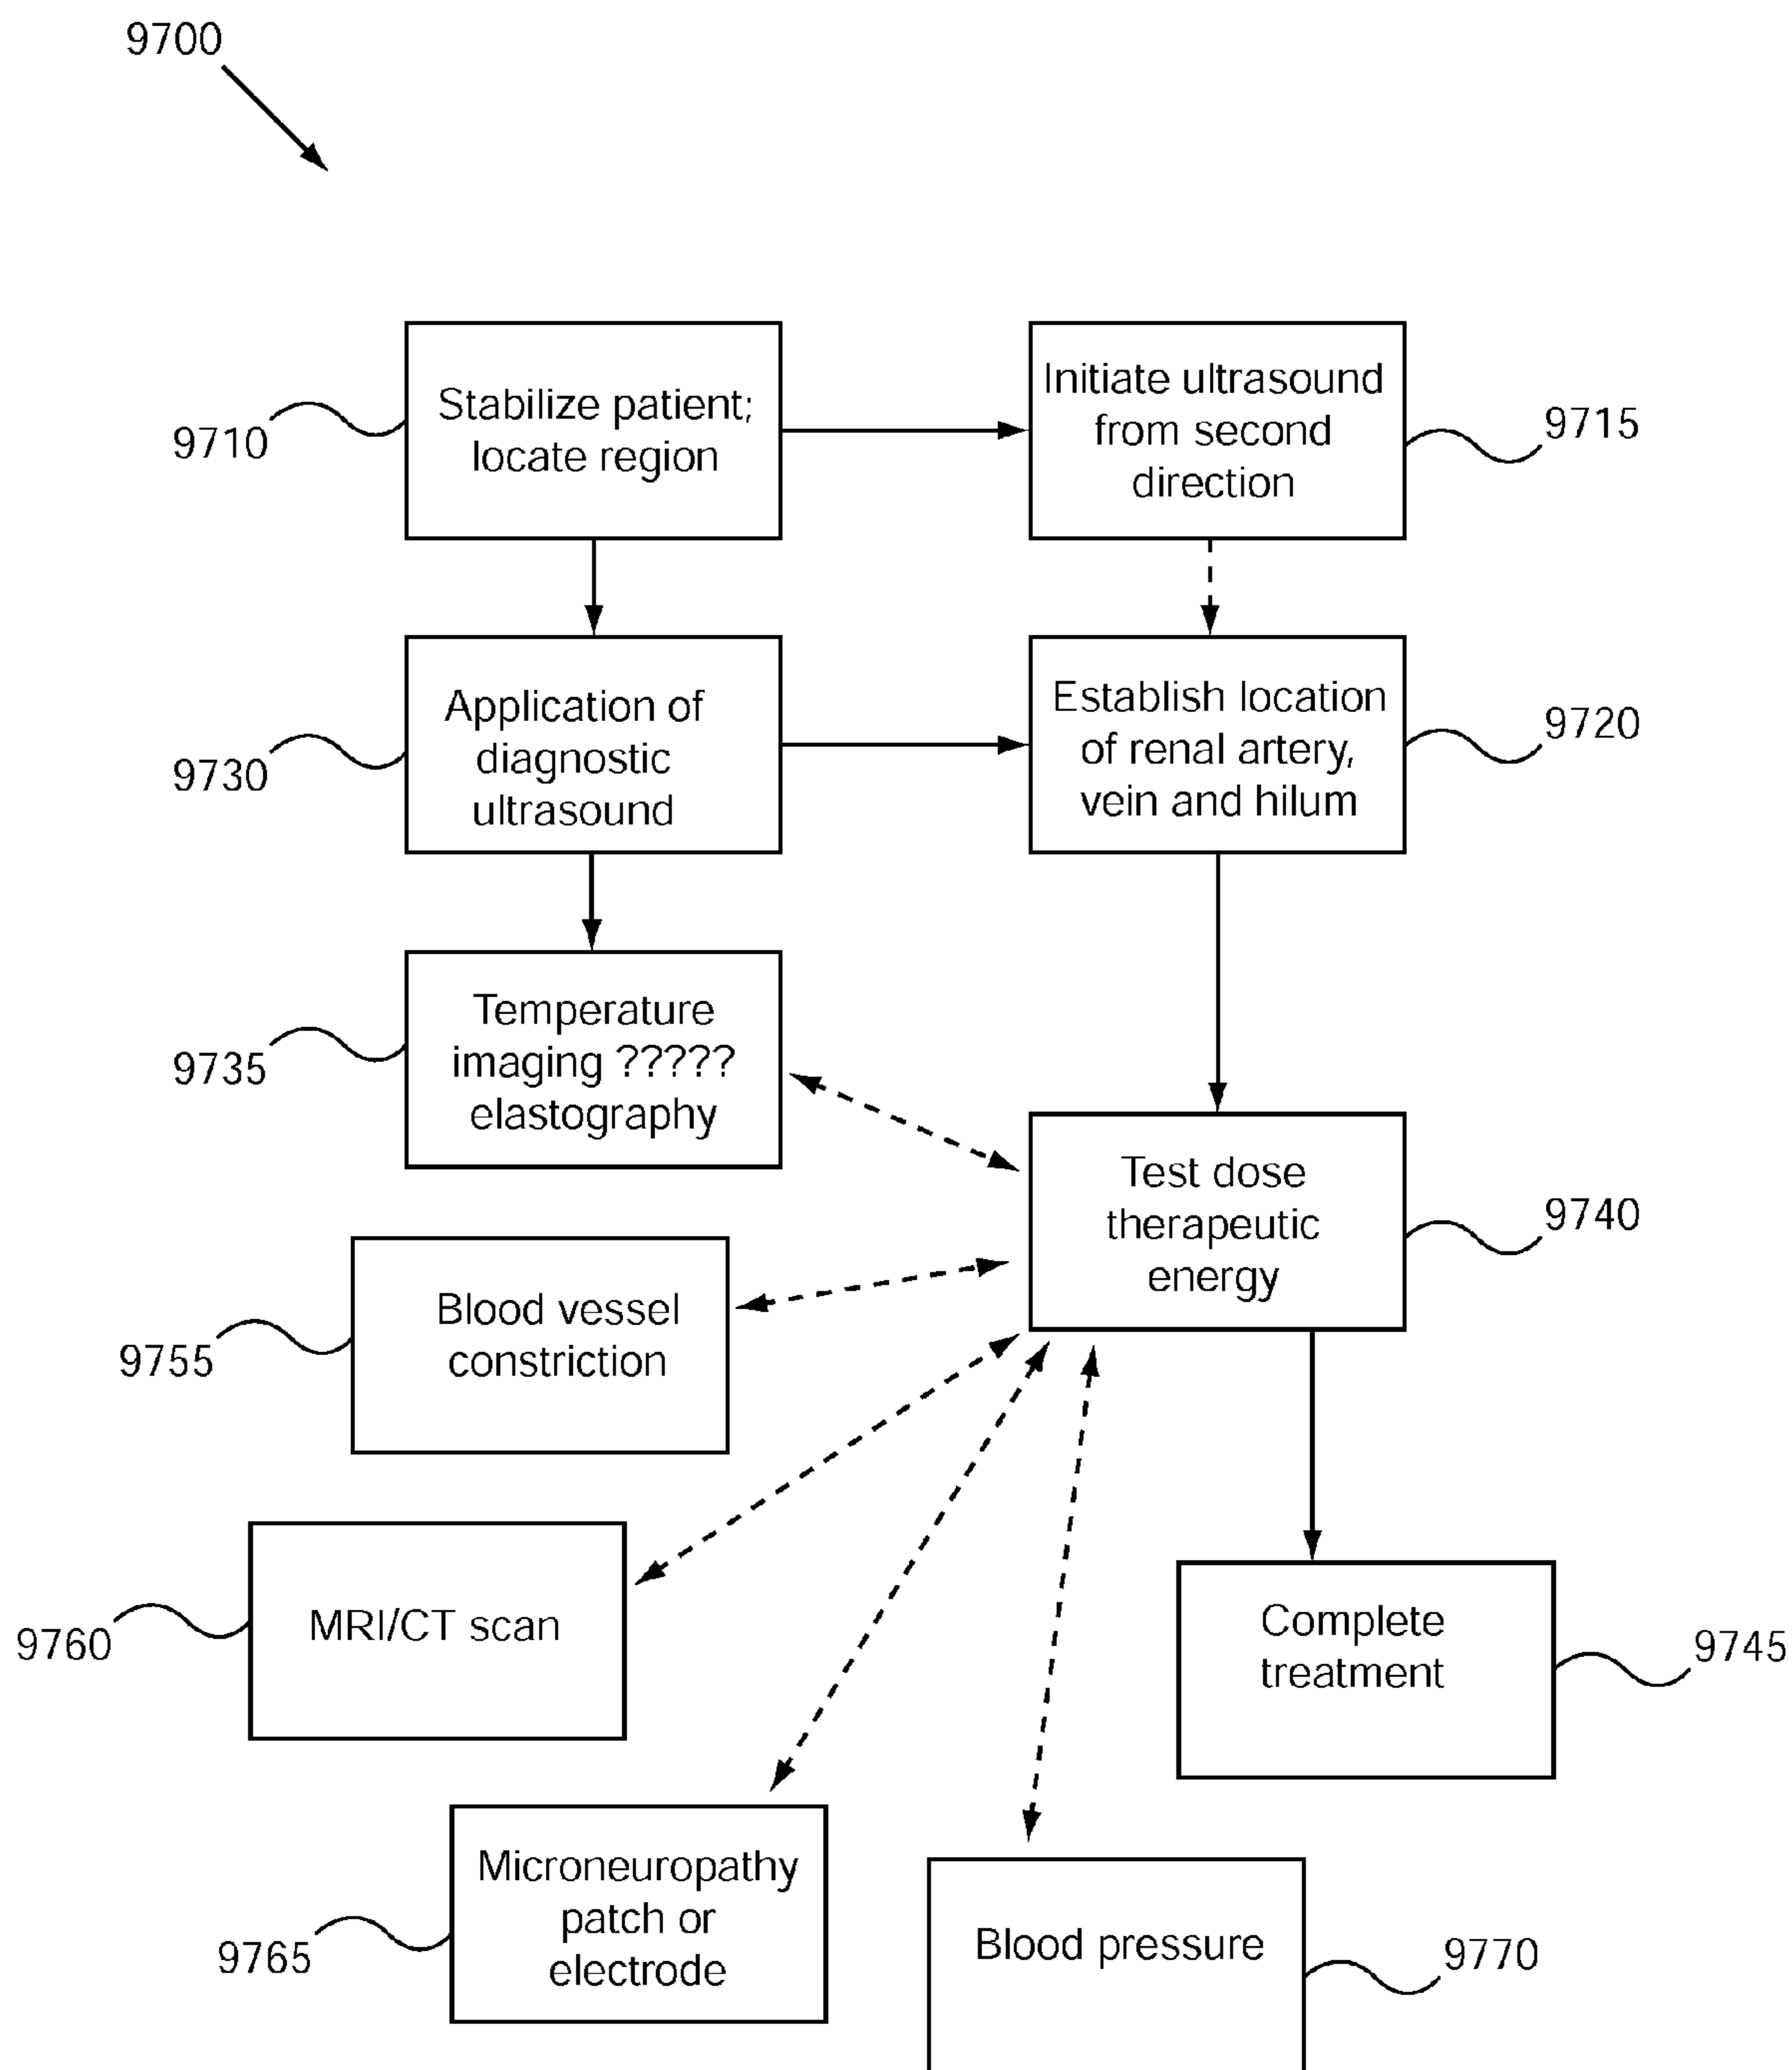 9700
Stabilize patient;
locate region
9710
Initiate ultrasound
from second
direction
9715
Application of
diagnostic
ultrasound
9730
Establish location
of renal artery,
vein and hilum
9720
Temperature
imaging ?????
elastography
9735
Test dose
therapeutic
energy
9740
Blood vessel
constriction
9755
MRI/CT scan
9760
Complete
treatment
9745
Microneuropathy
patch or
electrode
9765
Blood pressure
9770